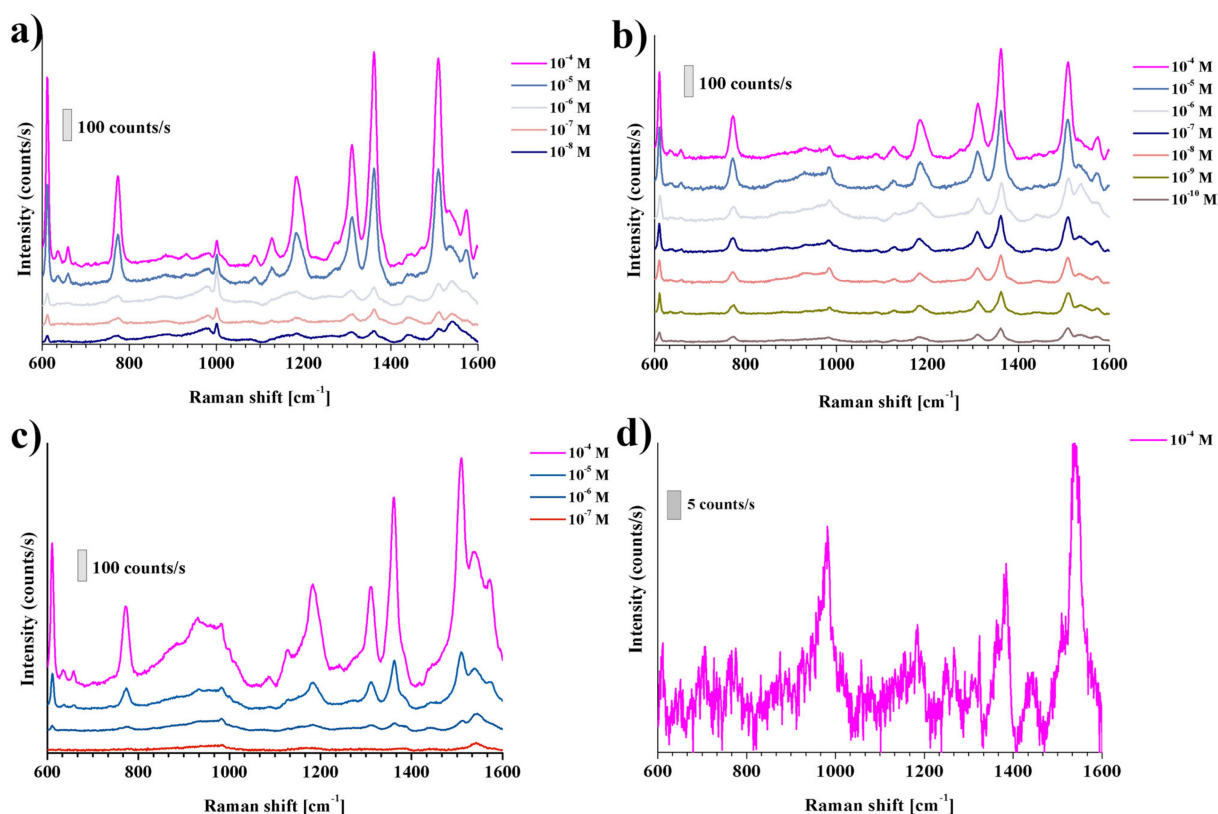 a)
10⁻⁴ M
10⁻⁵ M
10⁻⁶ M
10⁻⁷ M
10⁻⁸ M
100 counts/s
Intensity (counts/s)
600 800 1000 1200 1400 1600
Raman shift [cm⁻¹]
b)
10⁻⁴ M
10⁻⁵ M
10⁻⁶ M
10⁻⁷ M
10⁻⁸ M
10⁻⁹ M
10⁻¹⁰ M
100 counts/s
Intensity (counts/s)
600 800 1000 1200 1400 1600
Raman shift [cm⁻¹]
c)
10⁻⁴ M
10⁻⁵ M
10⁻⁶ M
10⁻⁷ M
100 counts/s
Intensity (counts/s)
600 800 1000 1200 1400 1600
Raman shift [cm⁻¹]
d)
10⁻⁴ M
5 counts/s
Intensity (counts/s)
600 800 1000 1200 1400 1600
Raman shift [cm⁻¹]